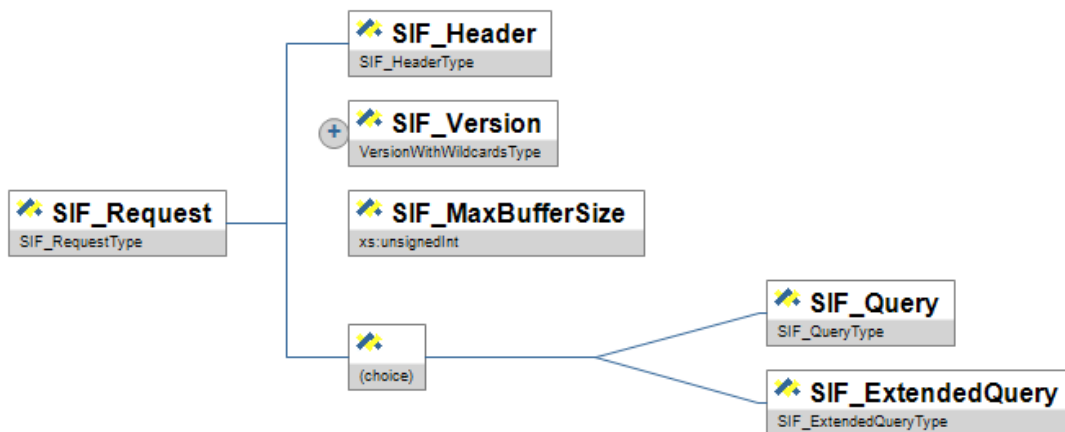 SIF_Header
SIF_HeaderType
+
SIF_Version
VersionWithWildcardsType
SIF_Request
SIF_RequestType
SIF_MaxBufferSize
xs:unsignedInt
SIF_Query
SIF_QueryType
(choice)
SIF_ExtendedQuery
SIF_ExtendedQueryType